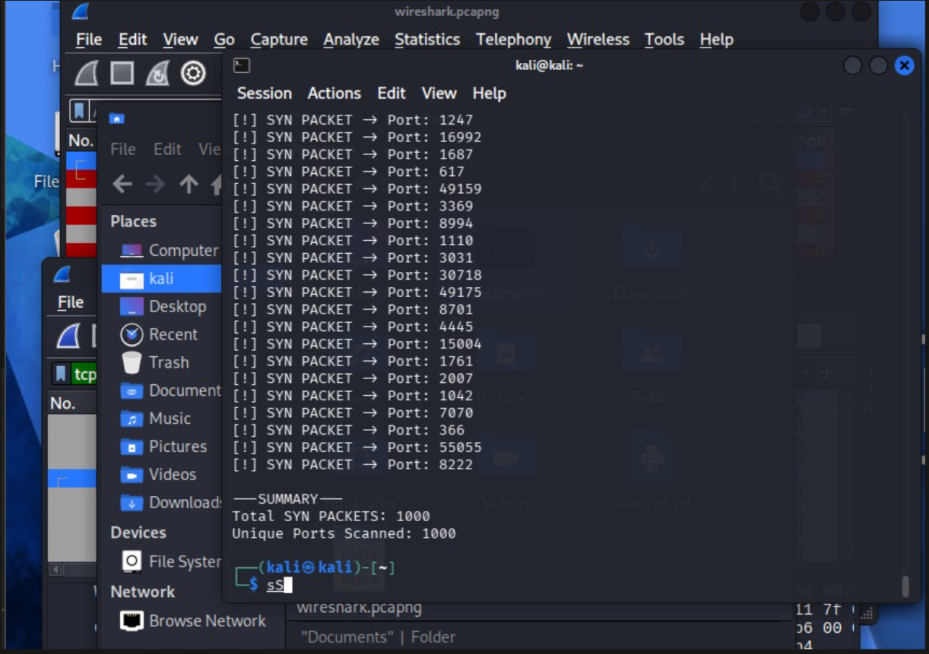 wireshark.pcapng
File Edit View Go Capture Analyze Statistics Telephony Wireless Tools Help
kali@kali: ~
Session Actions Edit View Help
No.
File Edit Vie
File
Places
Computer
kali
Desktop
Recent
Trash
Document
Music
Pictures
Videos
Downloads
Devices
File System
Network
Browse Network
File
tcp
No.
[!] SYN PACKET → Port: 1247
[!] SYN PACKET → Port: 16992
[!] SYN PACKET → Port: 1687
[!] SYN PACKET → Port: 617
[!] SYN PACKET → Port: 49159
[!] SYN PACKET → Port: 3369
[!] SYN PACKET → Port: 8994
[!] SYN PACKET → Port: 1110
[!] SYN PACKET → Port: 3031
[!] SYN PACKET → Port: 30718
[!] SYN PACKET → Port: 49175
[!] SYN PACKET → Port: 8701
[!] SYN PACKET → Port: 4445
[!] SYN PACKET → Port: 15004
[!] SYN PACKET → Port: 1761
[!] SYN PACKET → Port: 2007
[!] SYN PACKET → Port: 1042
[!] SYN PACKET → Port: 7070
[!] SYN PACKET → Port: 366
[!] SYN PACKET → Port: 55055
[!] SYN PACKET → Port: 8222
——SUMMARY——
Total SYN PACKETS: 1000
Unique Ports Scanned: 1000
┌──(kali㉿kali)-[~]
└─$ sS
Downloads
Pictures
Public
Videos
analyze.py
wireshark.pcapng
"Documents" | Folder
11 7f
b6 00